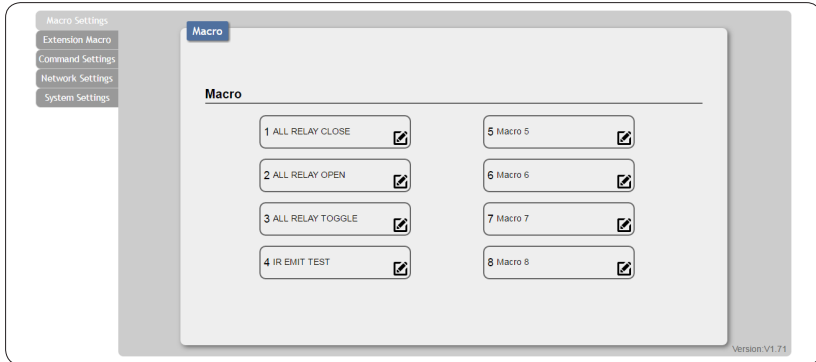 Macro Settings
Extension Macro
Command Settings
Network Settings
System Settings
Macro
Macro
1 ALL RELAY CLOSE
2 ALL RELAY OPEN
3 ALL RELAY TOGGLE
4 IR EMIT TEST
5 Macro 5
6 Macro 6
7 Macro 7
8 Macro 8
Version:V1.71